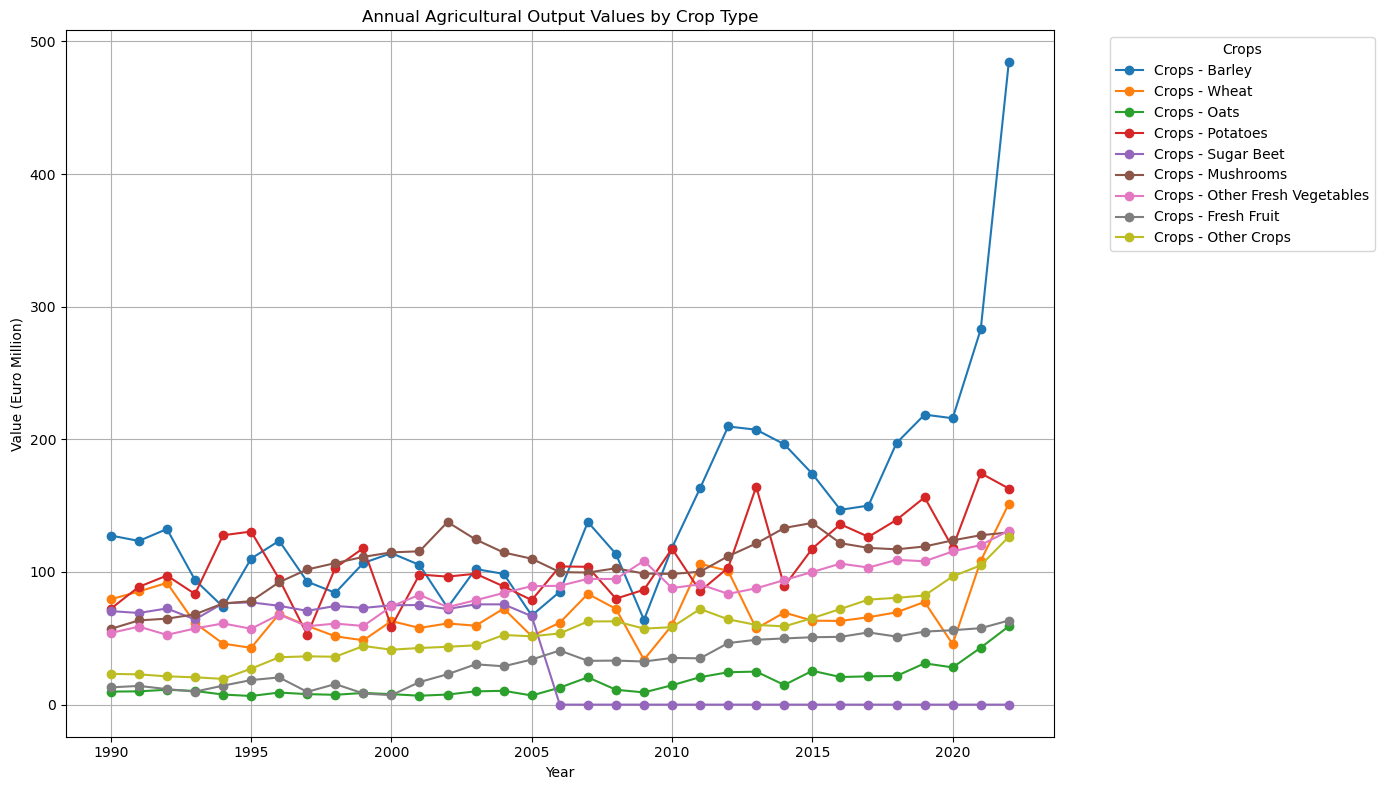 Annual Agricultural Output Values by Crop Type
500
400
300
200
100
0
Value (Euro Million)
1990
1995
2000
2005
2010
2015
2020
Year
Crops
Crops - Barley
Crops - Wheat
Crops - Oats
Crops - Potatoes
Crops - Sugar Beet
Crops - Mushrooms
Crops - Other Fresh Vegetables
Crops - Fresh Fruit
Crops - Other Crops